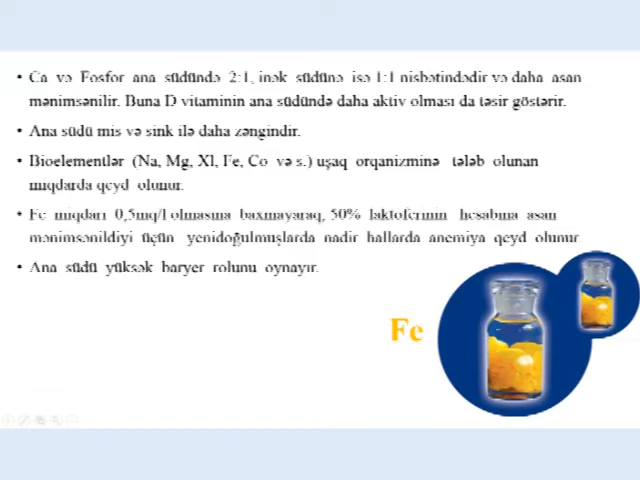 • Ca və Fosfor ana südündə 2:1, inək südünə isə 1:1 nisbətindədir və daha asan
mənimsənilir. Buna D vitaminin ana südündə daha aktiv olması da təsir göstərir.
• Ana südü mis və sink ilə daha zəngindir.
• Bioelementlər (Na, Mg, Xl, Fe, Co və s.) uşaq orqanizminə tələb olunan
miqdarda qeyd olunur.
• Fe miqdarı 0,5mq/l olmasına baxmayaraq, 50% laktoferinin hesabına asan
mənimsənildiyi üçün yenidoğulmuşlarda nadir hallarda anemiya qeyd olunur
• Ana südü yüksək baryer rolunu oynayır.
Fe